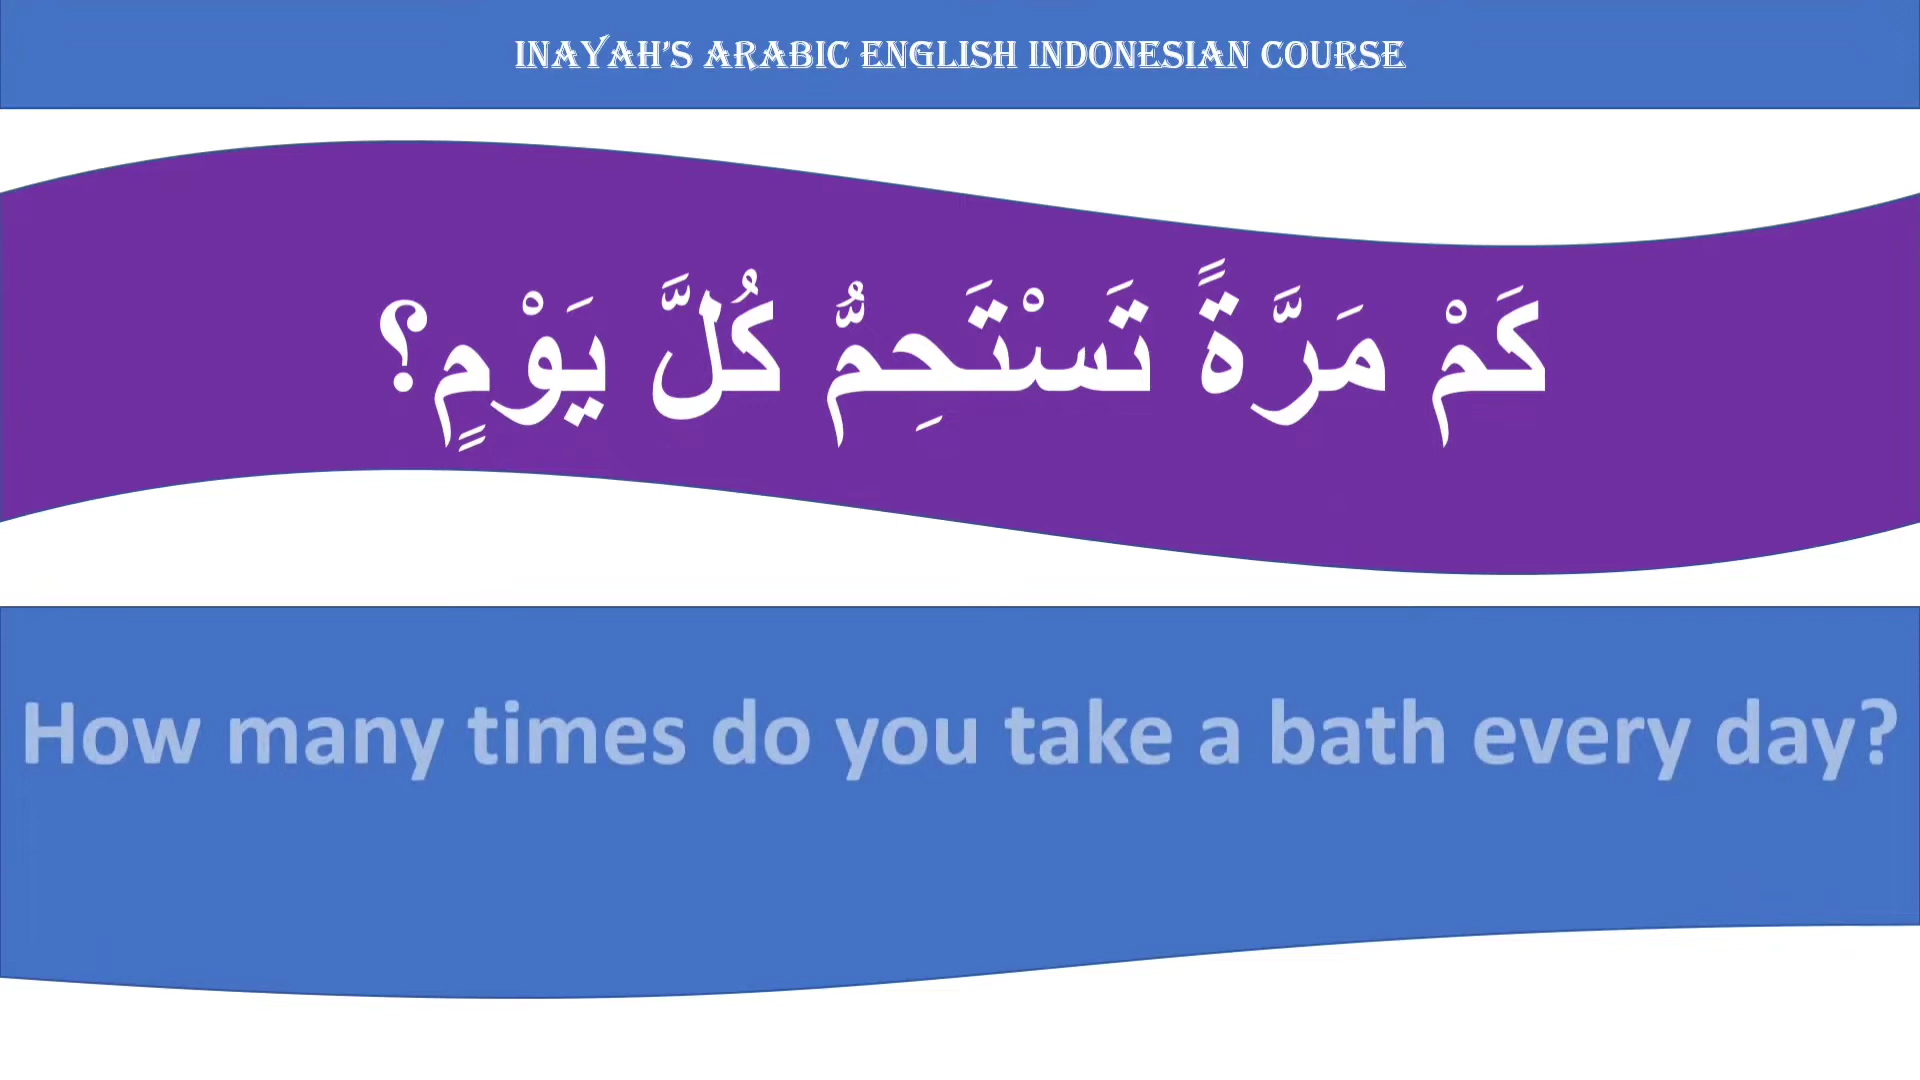 INAYAH'S ARABIC ENGLISH INDONESIAN COURSE
كَمْ مَرَّةً تَسْتَحِمُّ كُلَّ يَوْمٍ؟
How many times do you take a bath every day?